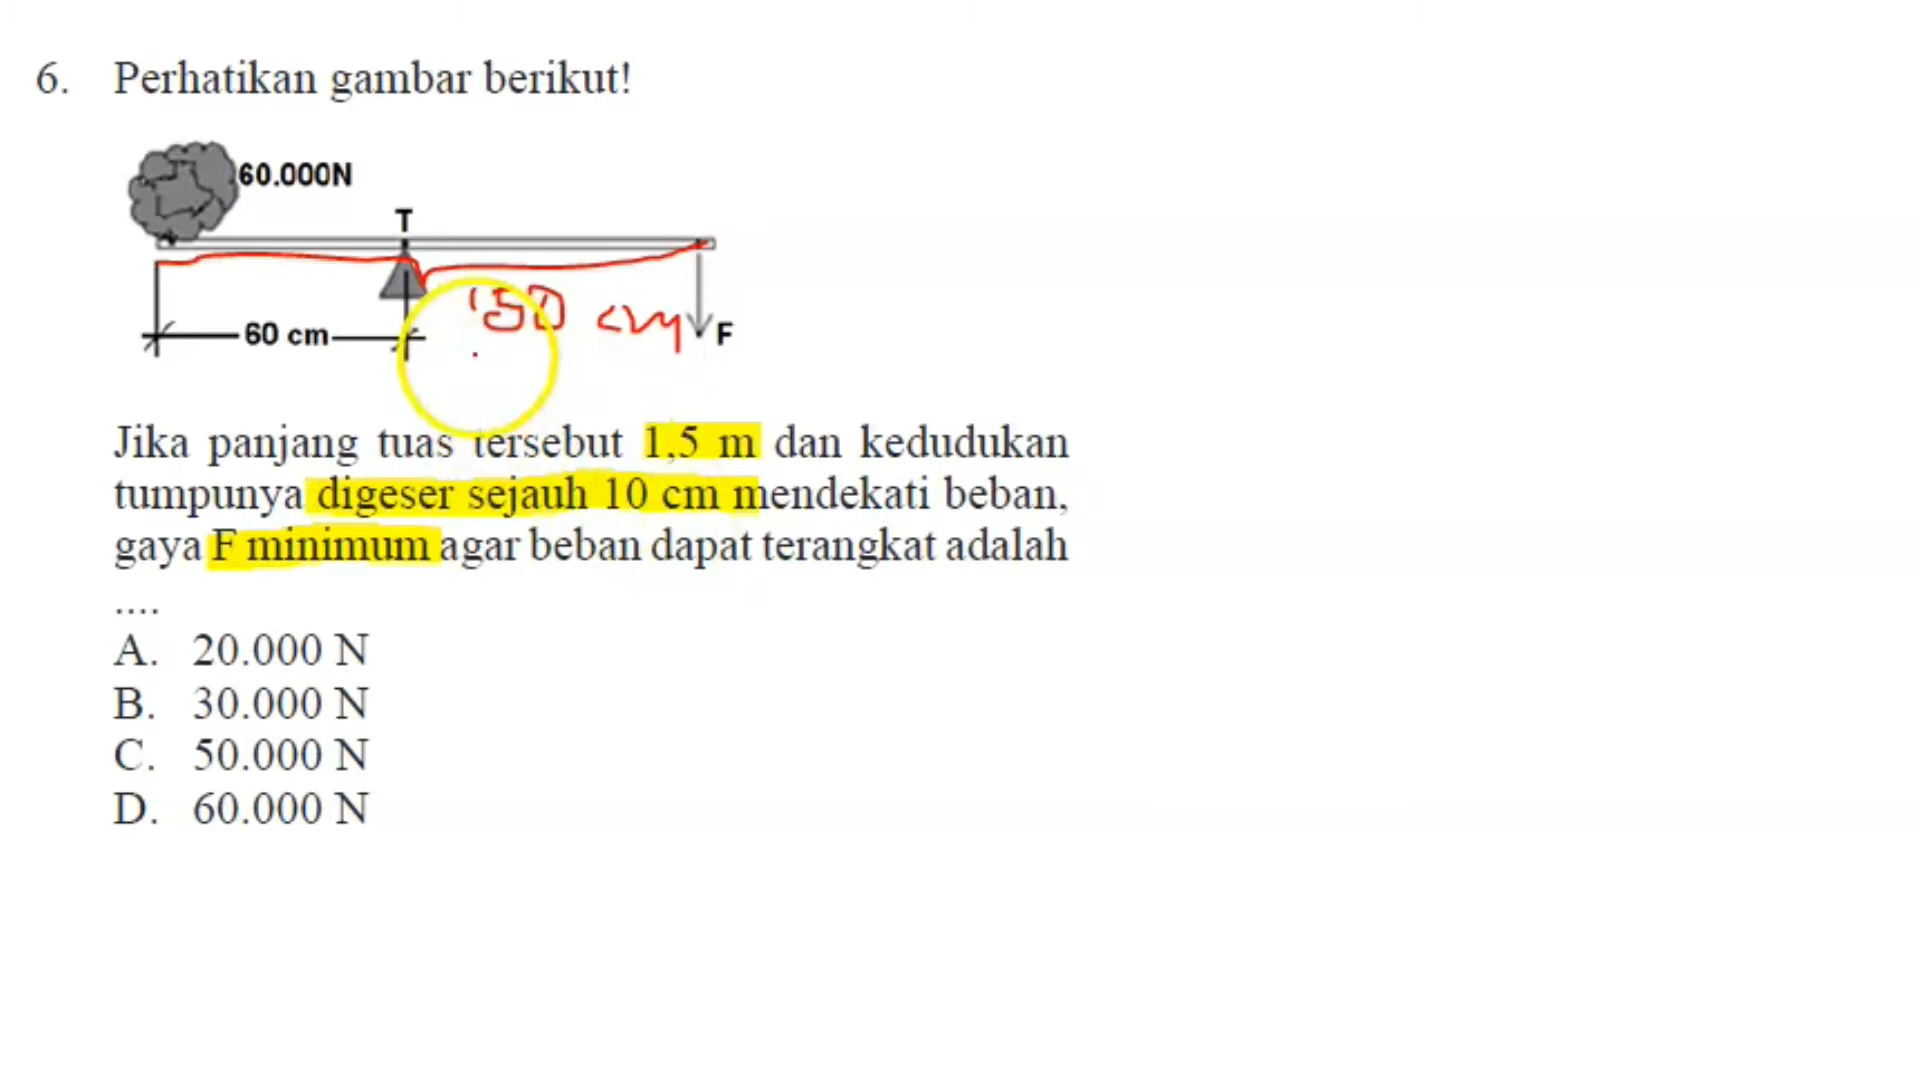 6. Perhatikan gambar berikut!
60.000N
T
150 cm
60 cm
F
Jika panjang tuas tersebut 1,5 m dan kedudukan
tumpunya digeser sejauh 10 cm mendekati beban,
gaya F minimum agar beban dapat terangkat adalah
....
A. 20.000 N
B. 30.000 N
C. 50.000 N
D. 60.000 N